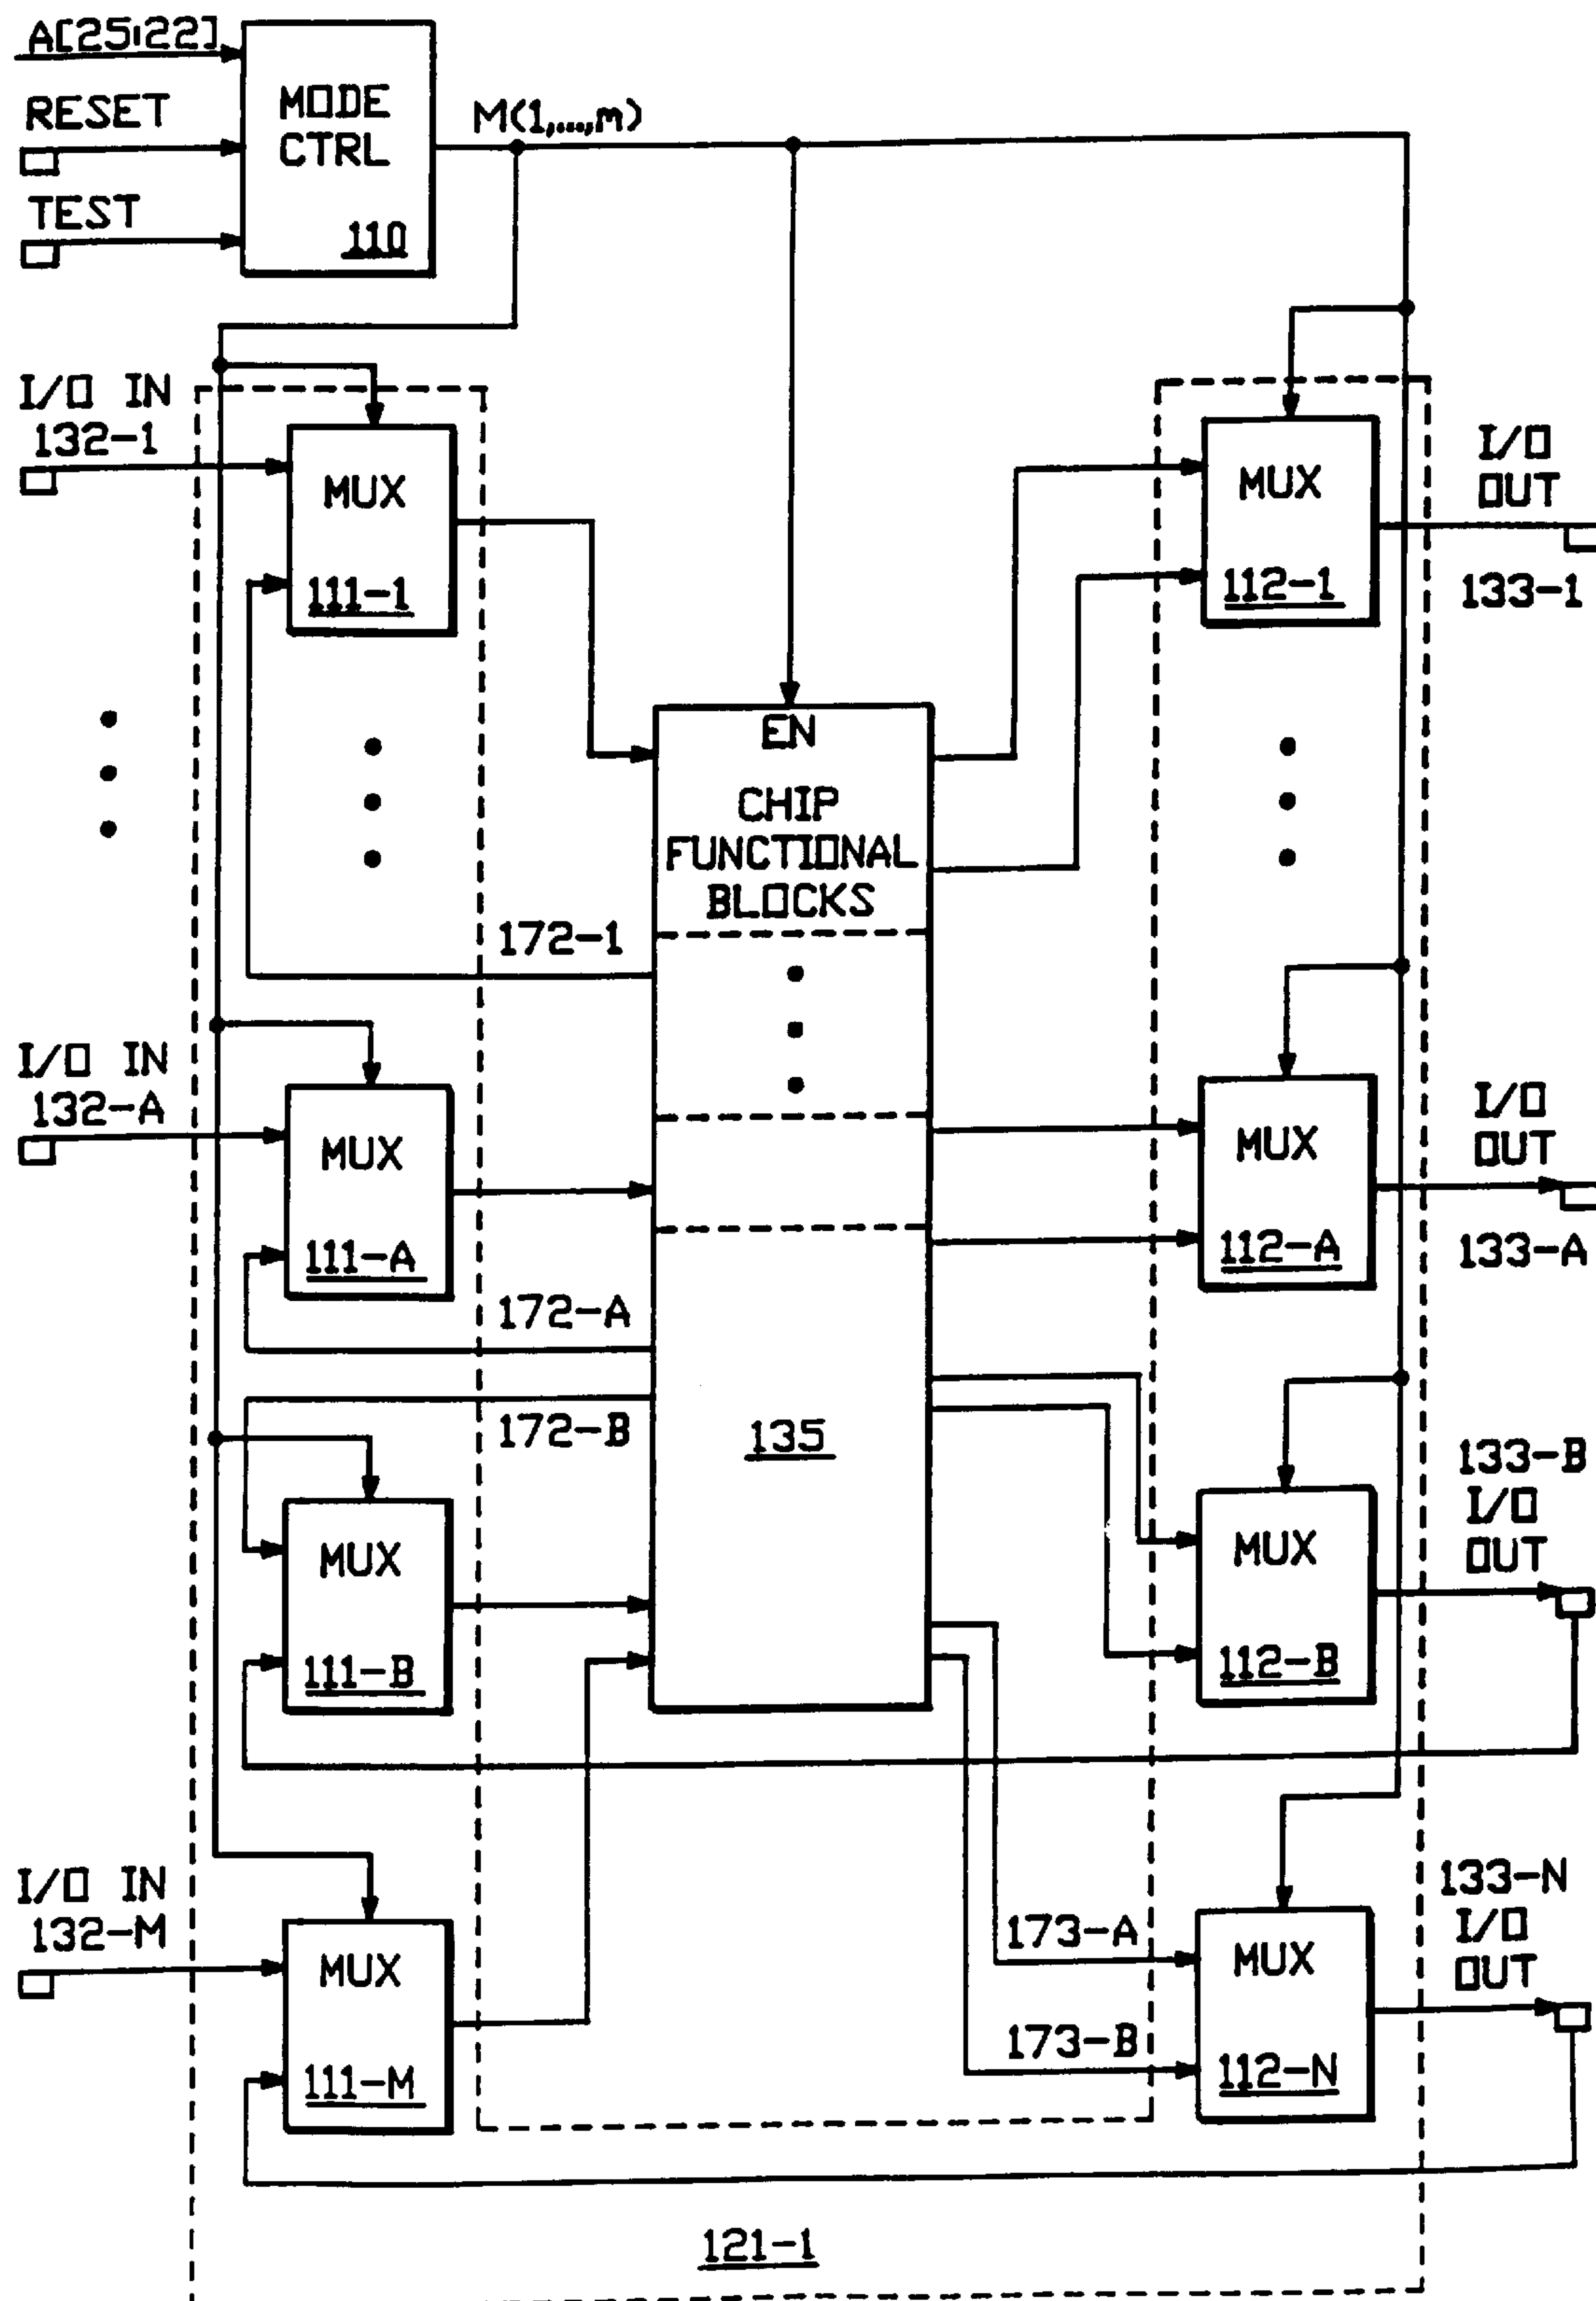 A[25:22]
RESET
TEST
MODE
CTRL
110
M(1,...,m)
I/O IN
132-1
MUX
111-1
MUX
112-1
I/O
OUT
133-1
EN
CHIP
FUNCTIONAL
BLOCKS
172-1
I/O IN
132-A
MUX
111-A
172-A
MUX
112-A
I/O
OUT
133-A
172-B
135
MUX
111-B
MUX
112-B
133-B
I/O
OUT
I/O IN
132-M
MUX
111-M
173-A
173-B
MUX
112-N
133-N
I/O
OUT
121-1